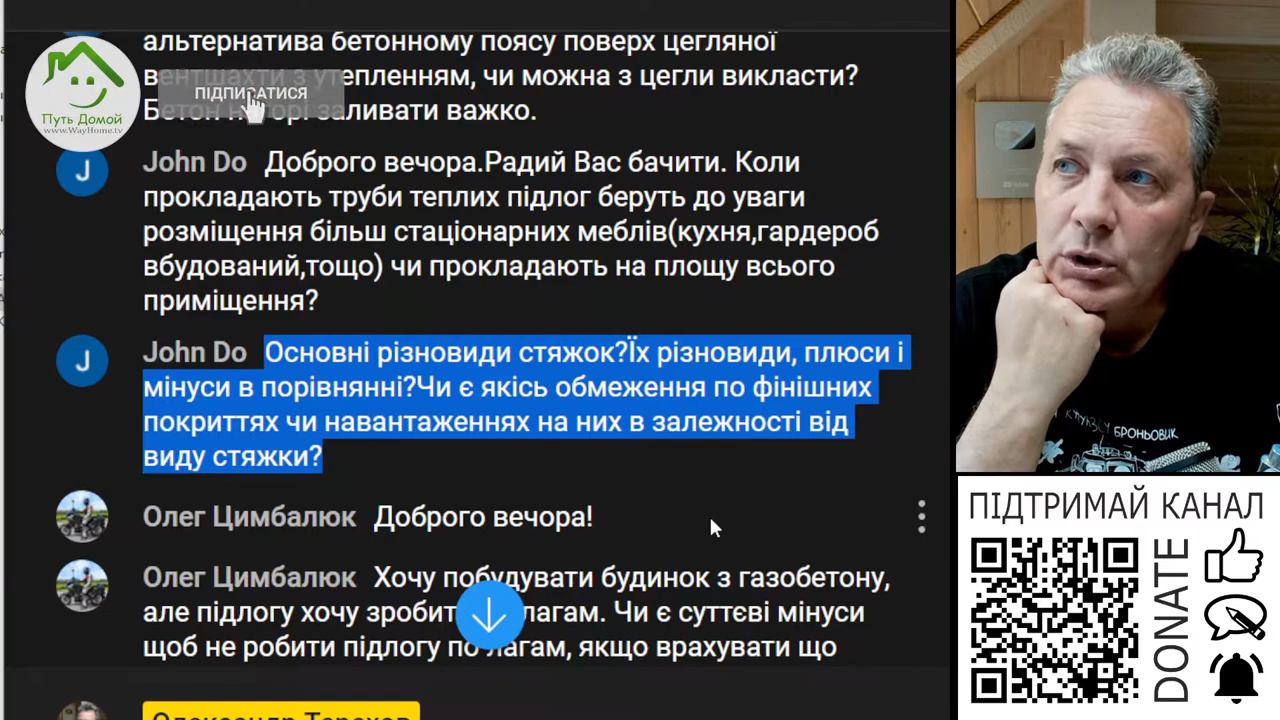 альтернатива бетонному поясу поверх цегляної
вентшахти з утепленням, чи можна з цегли викласти?
Бетон на горі заливати важко.
ПІДПИСАТИСЯ
Путь Домой
www.WayHome.tv
John Do Доброго вечора.Радий Вас бачити. Коли
прокладають труби теплих підлог беруть до уваги
розміщення більш стаціонарних меблів(кухня,гардероб
вбудований,тощо) чи прокладають на площу всього
приміщення?
John Do Основні різновиди стяжок?Їх різновиди, плюси і
мінуси в порівнянні?Чи є якісь обмеження по фінішних
покриттях чи навантаженнях на них в залежності від
виду стяжки?
Олег Цимбалюк Доброго вечора!
Олег Цимбалюк Хочу побудувати будинок з газобетону,
але підлогу хочу зробити лагам. Чи є суттєві мінуси
щоб не робити підлогу по лагам, якщо врахувати що
Олександр Терехов
БРОНЬОВИК
ПІДТРИМАЙ КАНАЛ
DONATE